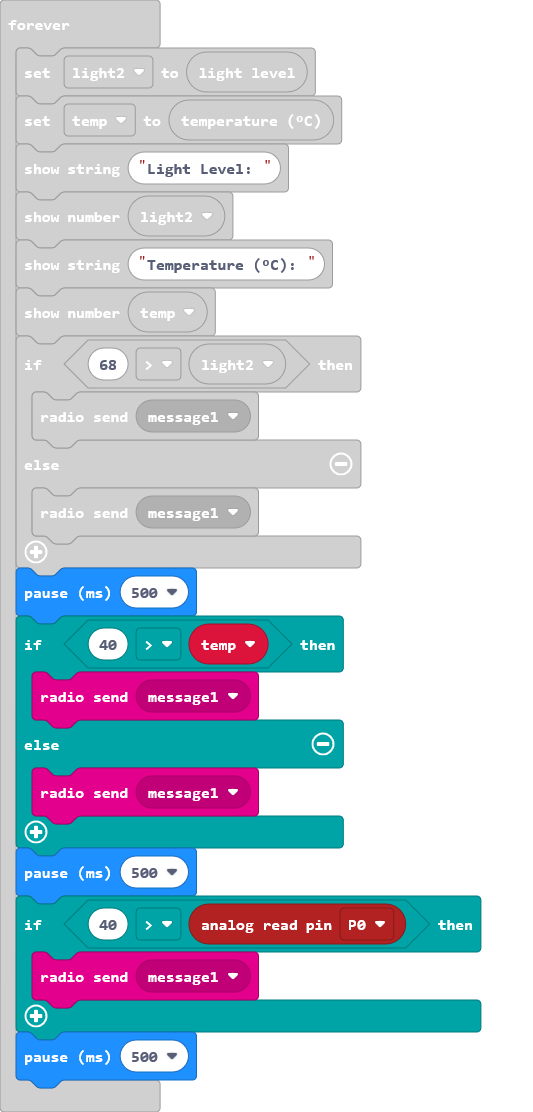 forever
set light2 to light level
set temp to temperature (ºC)
show string "Light Level: "
show number light2
show string "Temperature (ºC): "
show number temp
if 68 > light2 then
radio send message1
else
radio send message1
pause (ms) 500
if 40 > temp then
radio send message1
else
radio send message1
pause (ms) 500
if 40 > analog read pin P0 then
radio send message1
pause (ms) 500